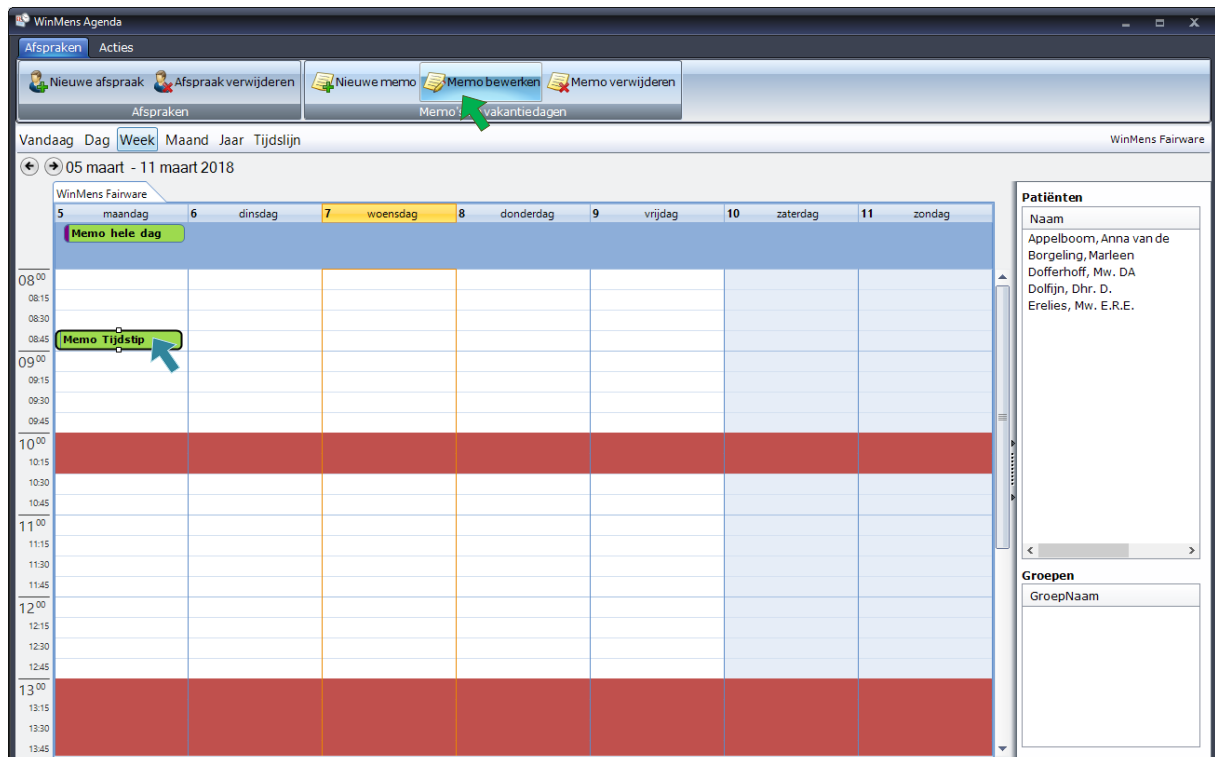 WinMens Agenda
Afspraken Acties
Nieuwe afspraak Afspraak verwijderen Nieuwe memo Memo bewerken Memo verwijderen
Afspraken Memo's vakantiedagen
Vandaag Dag Week Maand Jaar Tijdslijn WinMens Fairware
05 maart - 11 maart 2018
WinMens Fairware
5 maandag 6 dinsdag 7 woensdag 8 donderdag 9 vrijdag 10 zaterdag 11 zondag
Memo hele dag
08 00
08:15
08:30
08:45 Memo Tijdstip
09 00
09:15
09:30
09:45
10 00
10:15
10:30
10:45
11 00
11:15
11:30
11:45
12 00
12:15
12:30
12:45
13 00
13:15
13:30
13:45
Patiënten
Naam
Appelboom, Anna van de
Borgeling, Marleen
Dofferhoff, Mw. DA
Dolfijn, Dhr. D.
Erelies, Mw. E.R.E.
Groepen
GroepNaam